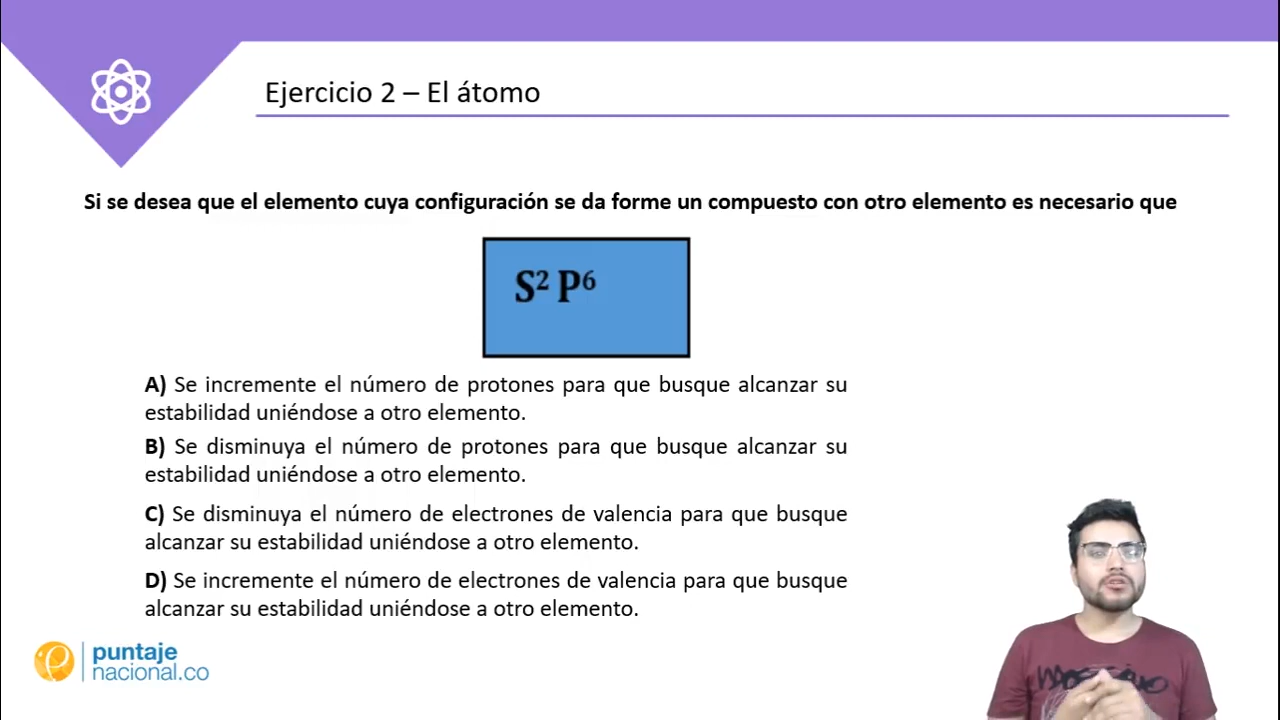 Ejercicio 2 – El átomo
Si se desea que el elemento cuya configuración se da forme un compuesto con otro elemento es necesario que
S² P⁶
A) Se incremente el número de protones para que busque alcanzar su
estabilidad uniéndose a otro elemento.
B) Se disminuya el número de protones para que busque alcanzar su
estabilidad uniéndose a otro elemento.
C) Se disminuya el número de electrones de valencia para que busque
alcanzar su estabilidad uniéndose a otro elemento.
D) Se incremente el número de electrones de valencia para que busque
alcanzar su estabilidad uniéndose a otro elemento.
puntaje
nacional.co